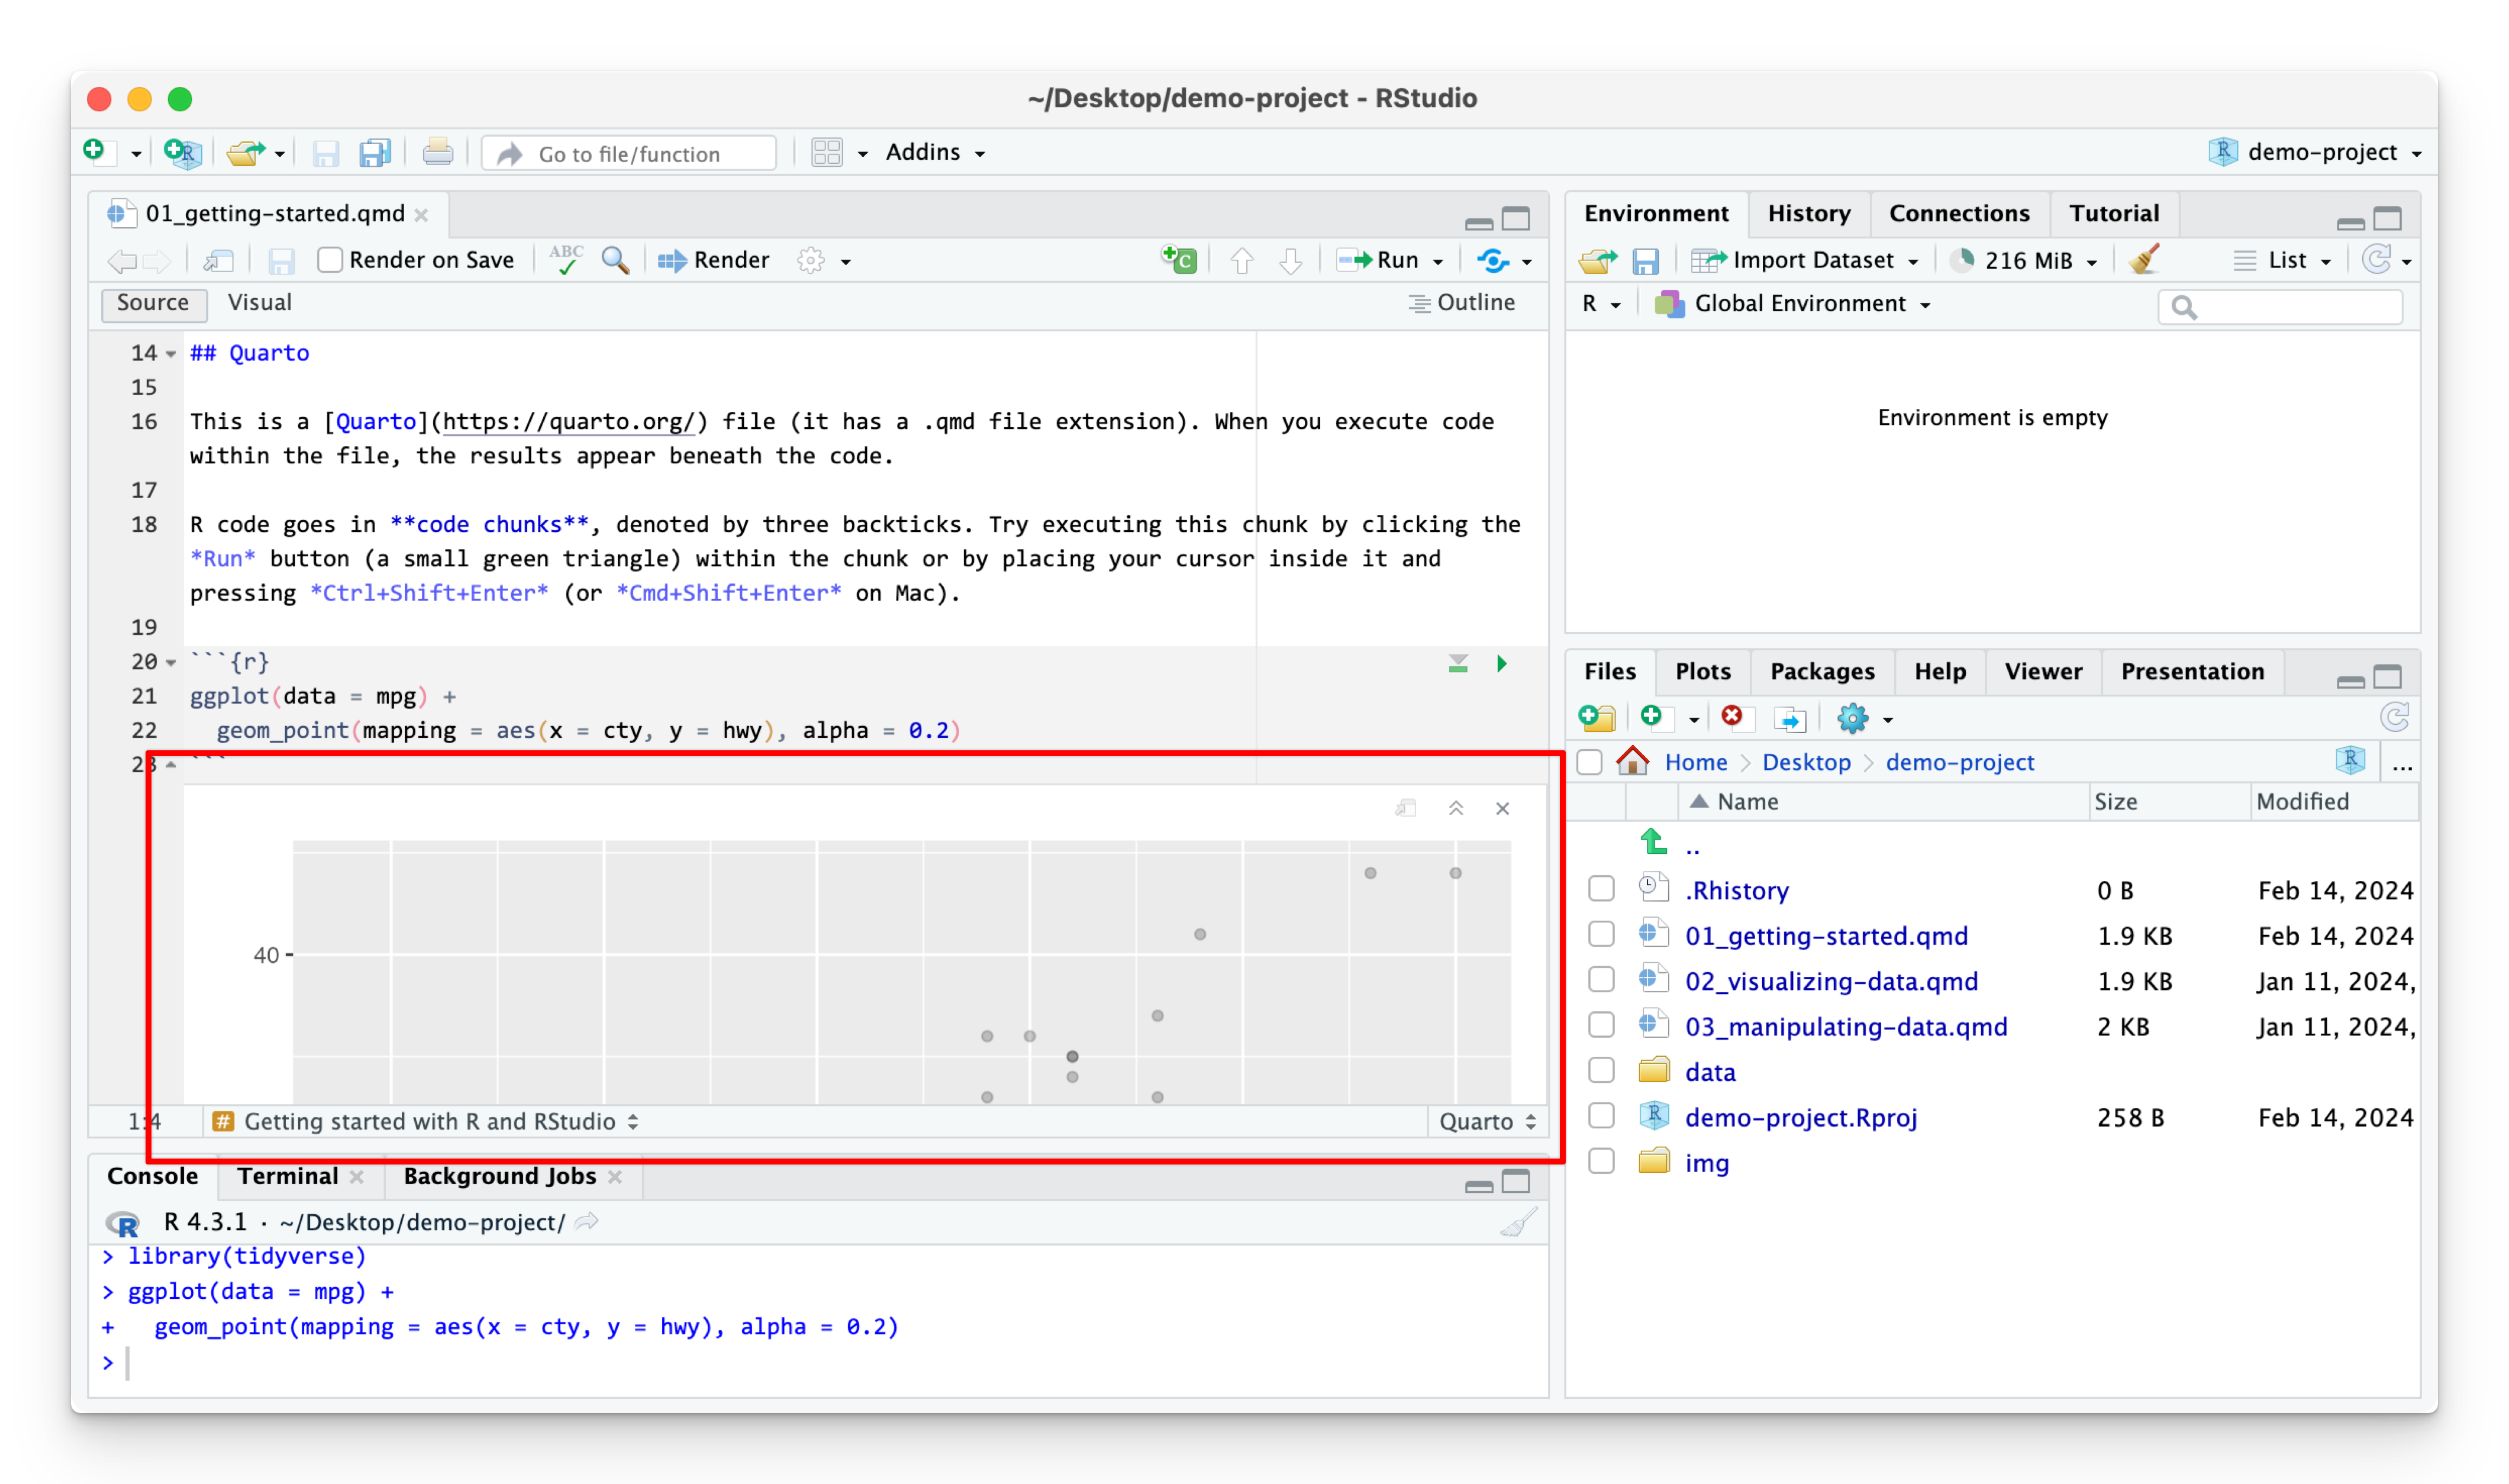 ~/Desktop/demo-project - RStudio
Go to file/function
Addins
demo-project
01_getting-started.qmd
Render on Save
ABC
Render
Run
Source
Visual
Outline
14
## Quarto
15
16
This is a [Quarto](https://quarto.org/) file (it has a .qmd file extension). When you execute code
within the file, the results appear beneath the code.
17
18
R code goes in **code chunks**, denoted by three backticks. Try executing this chunk by clicking the
*Run* button (a small green triangle) within the chunk or by placing your cursor inside it and
pressing *Ctrl+Shift+Enter* (or *Cmd+Shift+Enter* on Mac).
19
20
```{r}
21
ggplot(data = mpg) +
22
geom_point(mapping = aes(x = cty, y = hwy), alpha = 0.2)
23
```
40
1:4
# Getting started with R and RStudio
Quarto
Console
Terminal
Background Jobs
R 4.3.1 · ~/Desktop/demo-project/
> library(tidyverse)
> ggplot(data = mpg) +
+ geom_point(mapping = aes(x = cty, y = hwy), alpha = 0.2)
>
Environment
History
Connections
Tutorial
Import Dataset
216 MiB
List
R
Global Environment
Environment is empty
Files
Plots
Packages
Help
Viewer
Presentation
Home > Desktop > demo-project
...
Name
Size
Modified
..
.Rhistory 0 B Feb 14, 2024
01_getting-started.qmd 1.9 KB Feb 14, 2024
02_visualizing-data.qmd 1.9 KB Jan 11, 2024,
03_manipulating-data.qmd 2 KB Jan 11, 2024,
data
demo-project.Rproj 258 B Feb 14, 2024
img